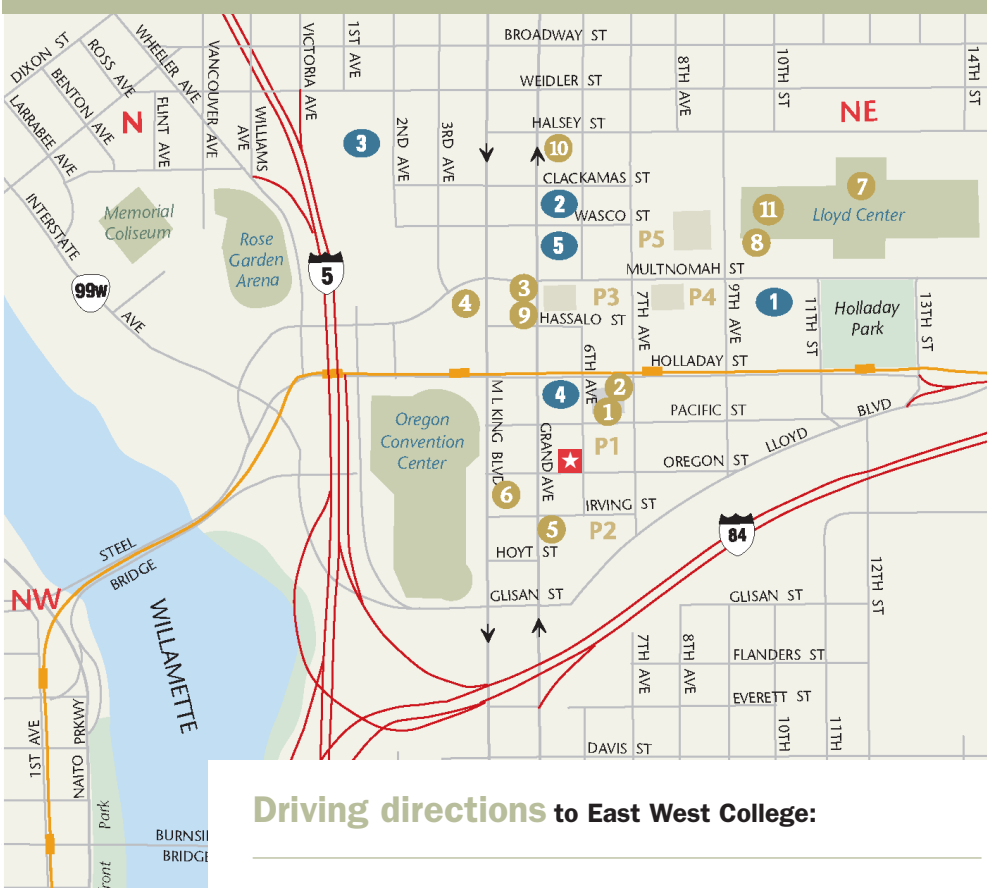 BROADWAY ST
DIXON ST
ROSS AVE
WHEELER AVE
VANCOUVER AVE
VICTORIA AVE
1ST AVE
8TH AVE
10TH ST
14TH ST
WEIDLER ST
BENTON AVE
LARRABEE AVE
FLINT AVE
WILLIAMS AVE
N
NE
HALSEY ST
2ND AVE
3RD AVE
3
10
CLACKAMAS ST
7
2
WASCO ST
11
Lloyd Center
INTERSTATE AVE
Memorial
Coliseum
Rose
Garden
Arena
5
P5
8
MULTNOMAH ST
5
99W
4
3
P3
7TH AVE
P4
9TH AVE
1
11TH ST
Holladay
Park
13TH ST
9
HASSALO ST
6TH AVE
HOLLADAY ST
M L KING BLVD
4
2
1
PACIFIC ST
BLVD
LLOYD
Oregon
Convention
Center
GRAND AVE
P1
OREGON ST
6
IRVING ST
5
P2
84
HOYT ST
STEEL
BRIDGE
GLISAN ST
GLISAN ST
12TH ST
NW
WILLAMETTE
7TH AVE
8TH AVE
FLANDERS ST
EVERETT ST
10TH
11TH
1ST AVE
NAITO PRKWY
DAVIS ST
Park
ront
BURNSI
BRIDGE
Driving directions to East West College: